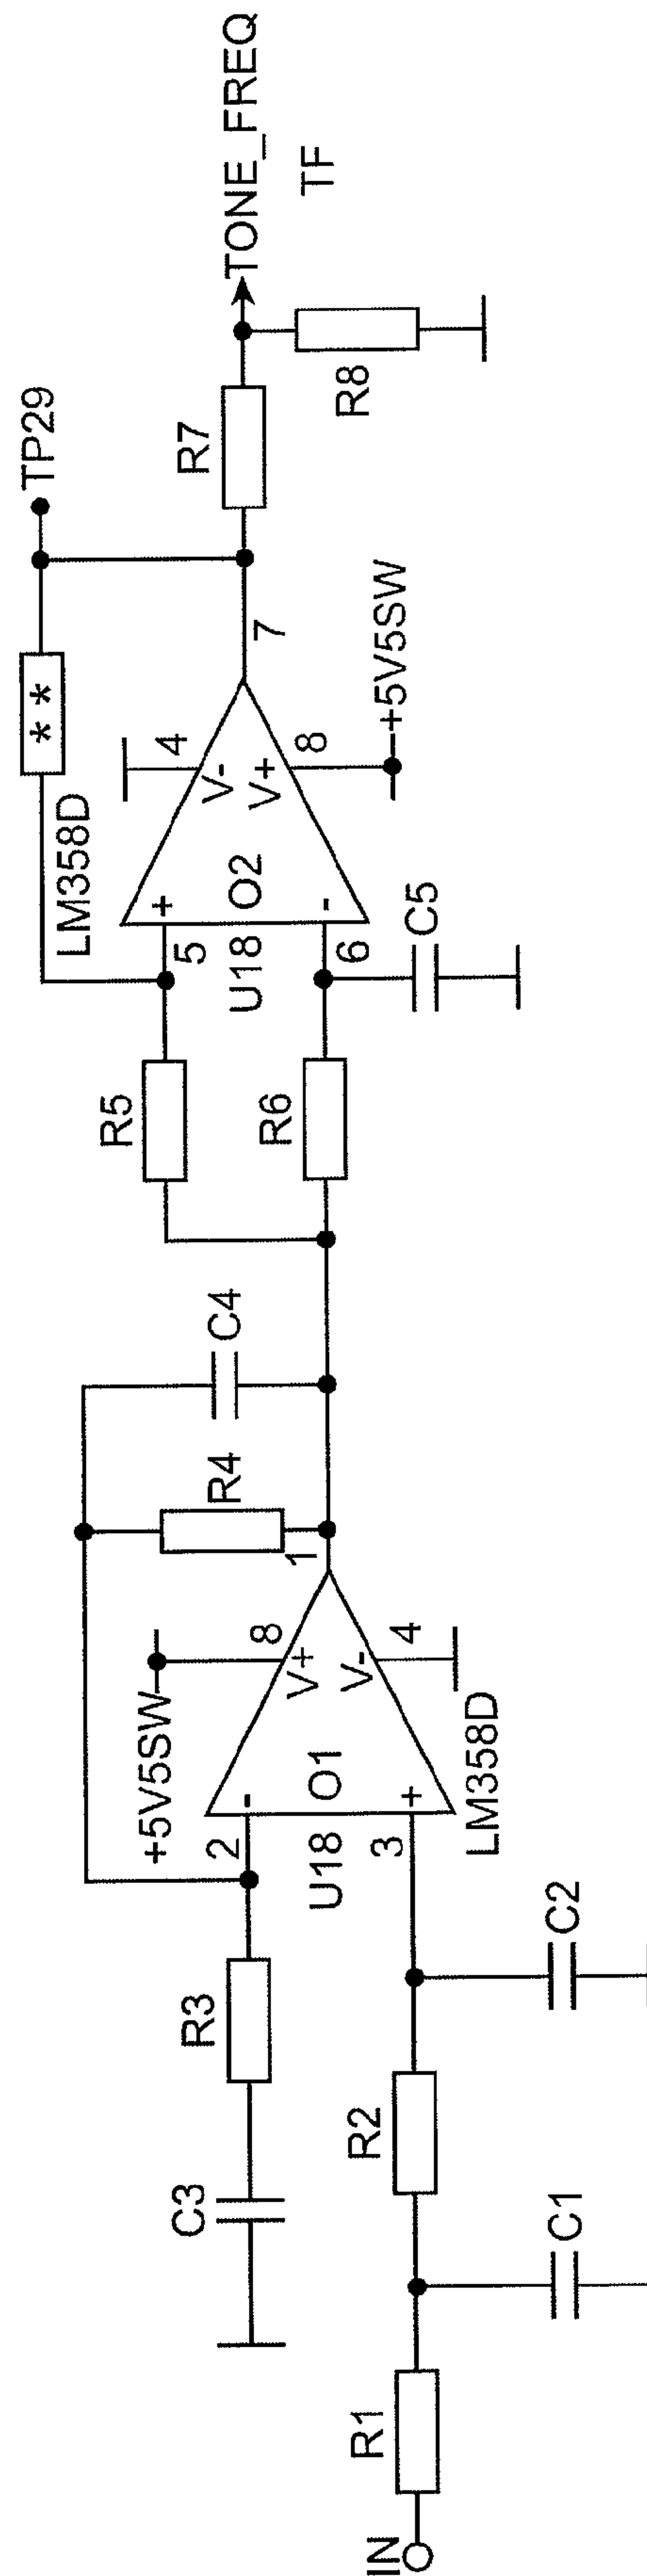 * *
TP29
LM358D
R5
+5V5SW
+
4
C3
R3
5
V-
R7
2
-
8
R4
C4
U18
O2
V+
7
TONE_FREQ
V+
1
R6
8
TF
U18
O1
-
6
R8
IN
R1
R2
3
+
V-
4
C5
+5V5SW
LM358D
C1
C2